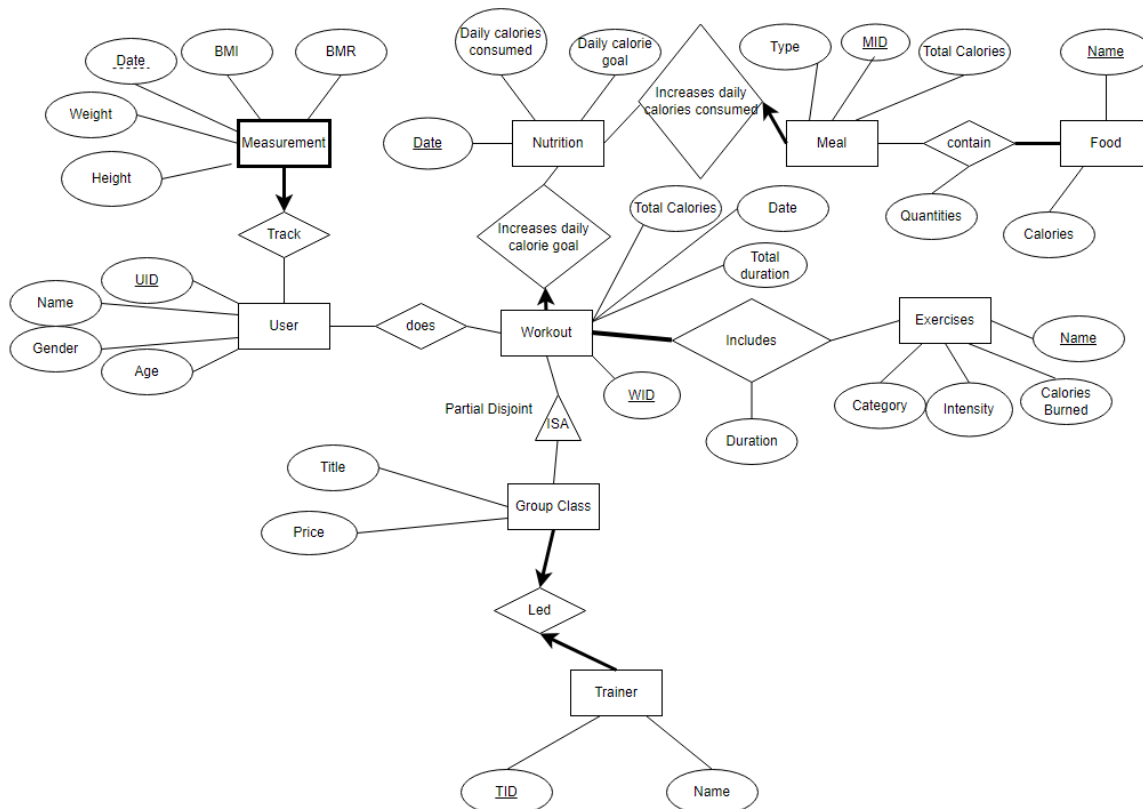 Date
BMI
BMR
Daily calories
consumed
Daily calorie
goal
Type
MID
Total Calories
Name
Weight
Measurement
Increases daily
calories consumed
Date
Nutrition
Meal
contain
Food
Height
Quantities
Calories
Track
Increases daily
calorie goal
Total Calories
Date
Total
duration
UID
Name
User
does
Workout
Includes
Exercises
Name
Gender
Age
WID
Category
Intensity
Calories
Burned
Partial Disjoint
ISA
Duration
Title
Group Class
Price
Led
Trainer
TID
Name